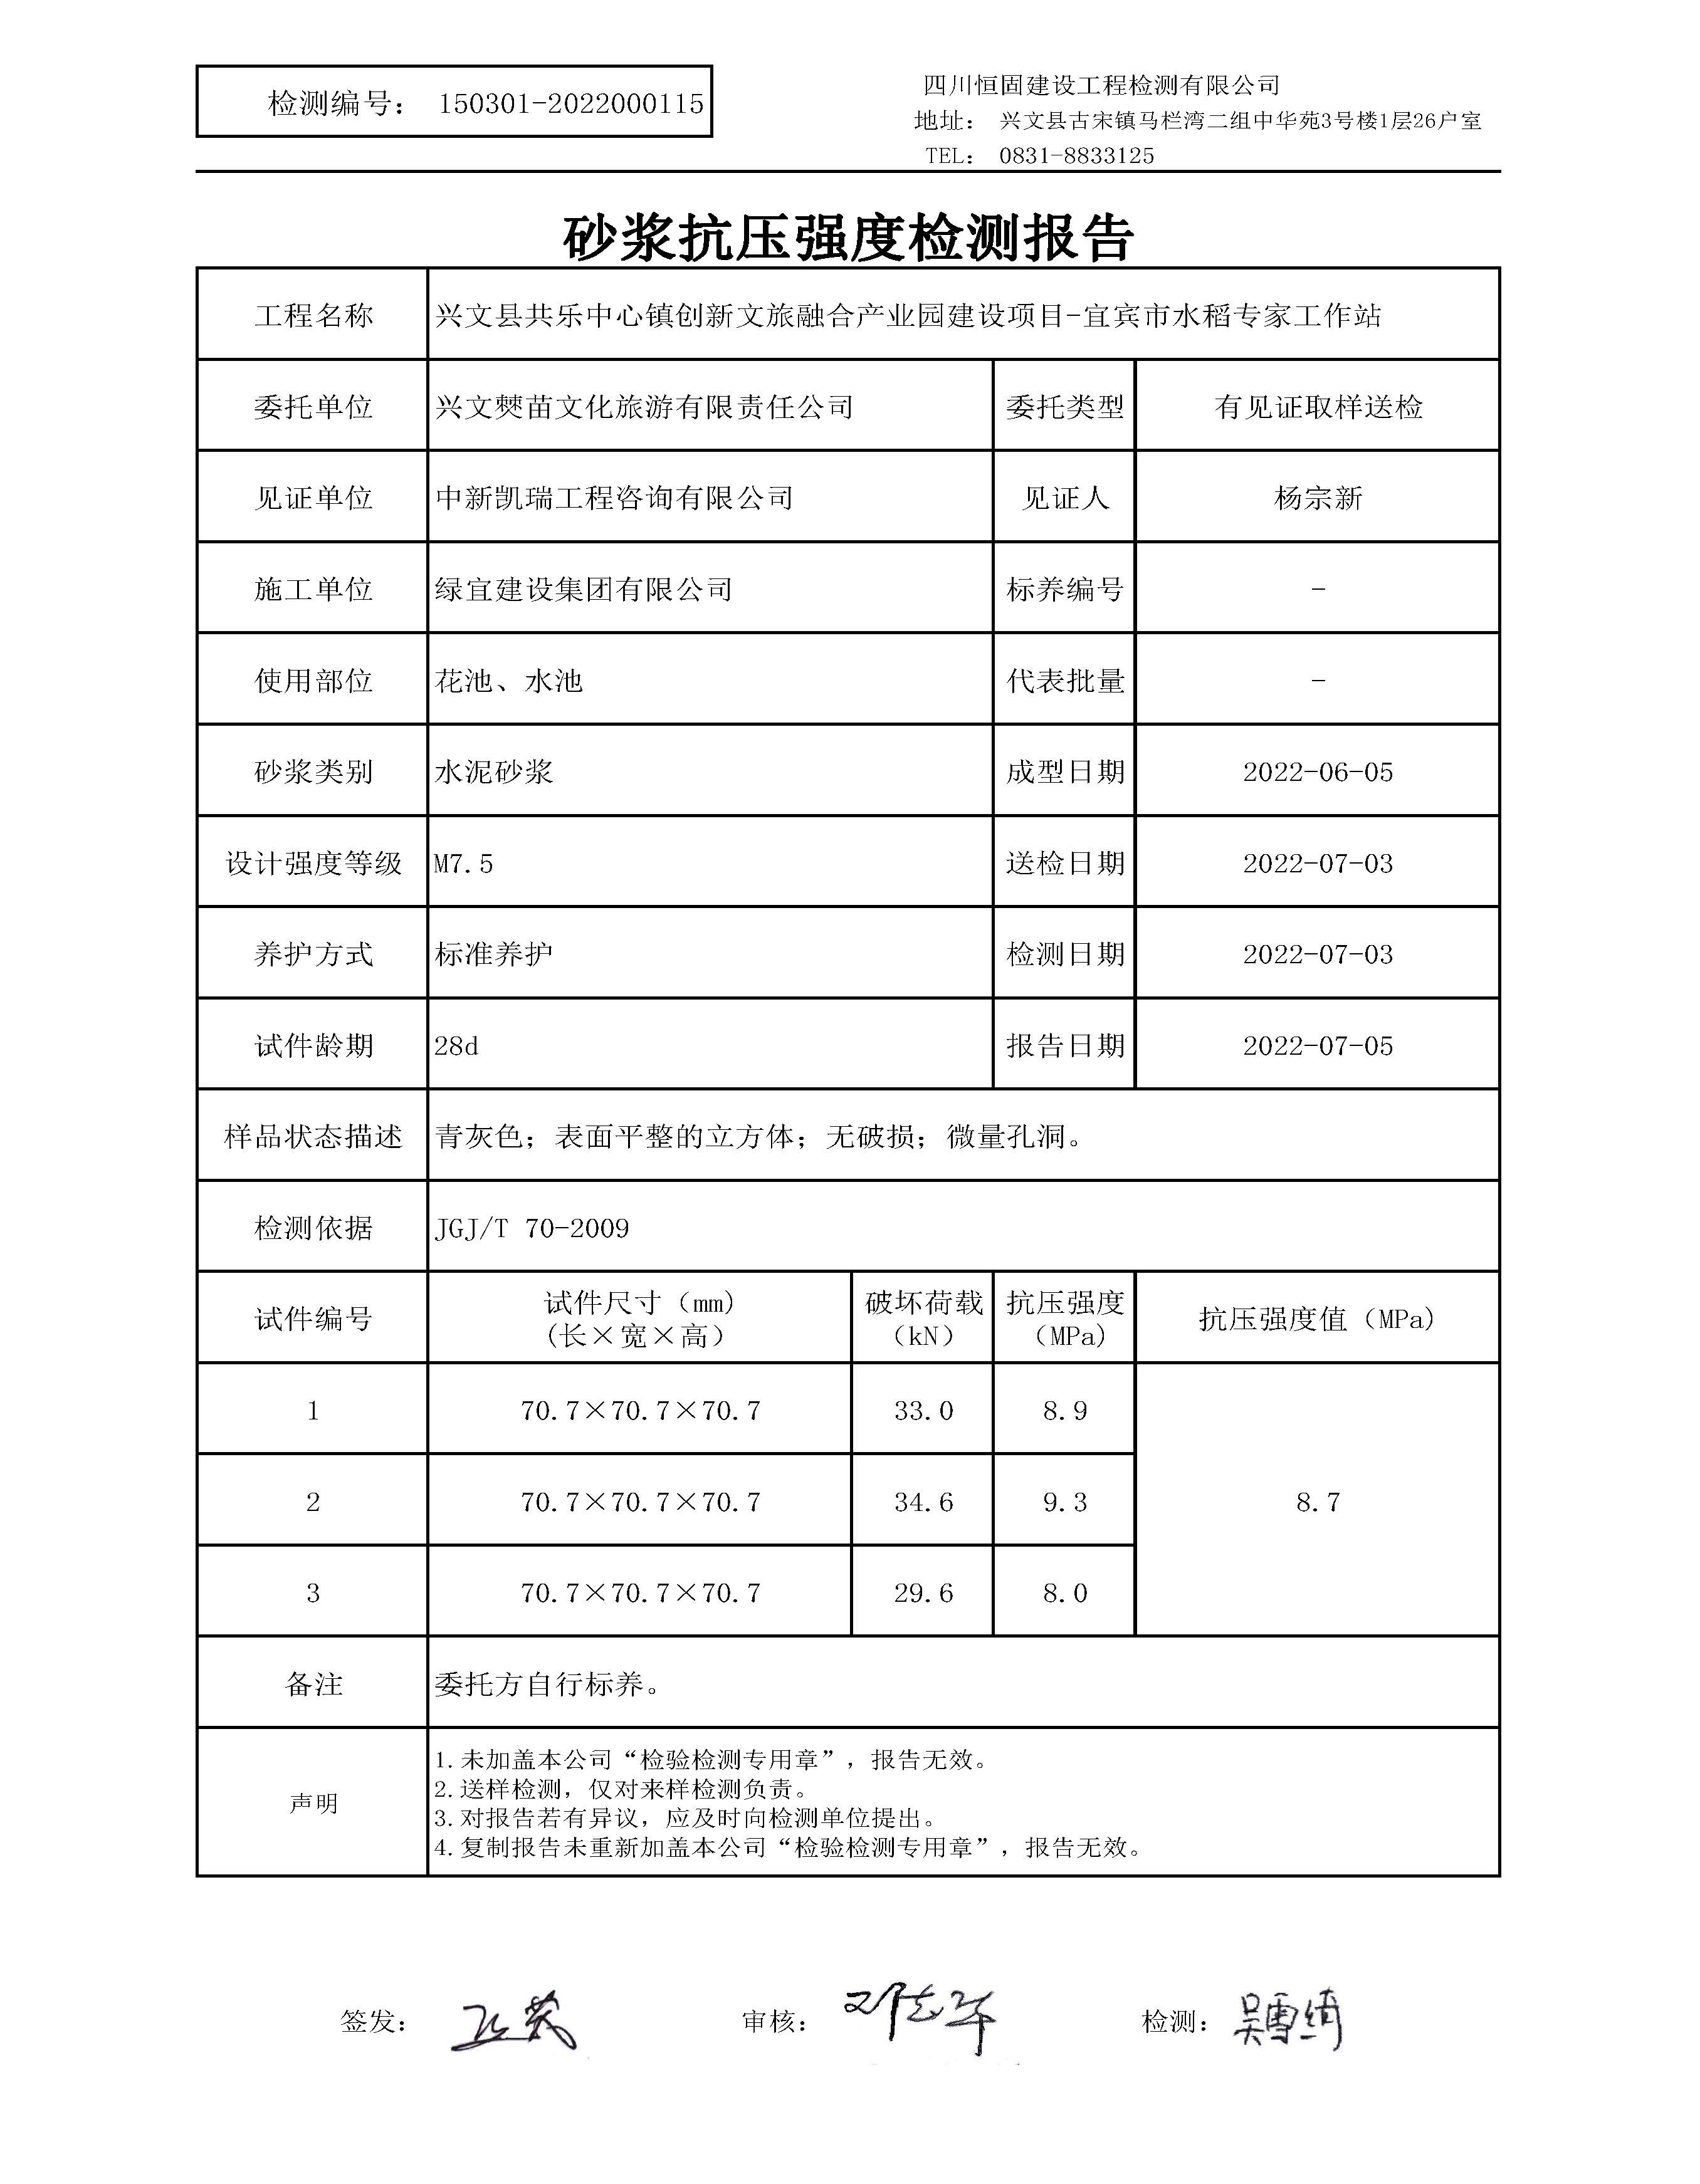 检测编号： 150301-2022000115
四川恒固建设工程检测有限公司
地址： 兴文县古宋镇马栏湾二组中华苑3号楼1层26户室
TEL： 0831-8833125
砂浆抗压强度检测报告
工程名称 兴文县共乐中心镇创新文旅融合产业园建设项目-宜宾市水稻专家工作站
委托单位 兴文僰苗文化旅游有限责任公司 委托类型 有见证取样送检
见证单位 中新凯瑞工程咨询有限公司 见证人 杨宗新
施工单位 绿宜建设集团有限公司 标养编号 -
使用部位 花池、水池 代表批量 -
砂浆类别 水泥砂浆 成型日期 2022-06-05
设计强度等级 M7.5 送检日期 2022-07-03
养护方式 标准养护 检测日期 2022-07-03
试件龄期 28d 报告日期 2022-07-05
样品状态描述 青灰色；表面平整的立方体；无破损；微量孔洞。
检测依据 JGJ/T 70-2009
试件编号 试件尺寸（mm) (长×宽×高） 破坏荷载 （kN） 抗压强度 （MPa) 抗压强度值（MPa)
1 70.7×70.7×70.7 33.0 8.9
2 70.7×70.7×70.7 34.6 9.3 8.7
3 70.7×70.7×70.7 29.6 8.0
备注 委托方自行标养。
声明
1.未加盖本公司“检验检测专用章”，报告无效。
2.送样检测，仅对来样检测负责。
3.对报告若有异议，应及时向检测单位提出。
4.复制报告未重新加盖本公司“检验检测专用章”，报告无效。
签发： 审核： 检测：吴雪绮